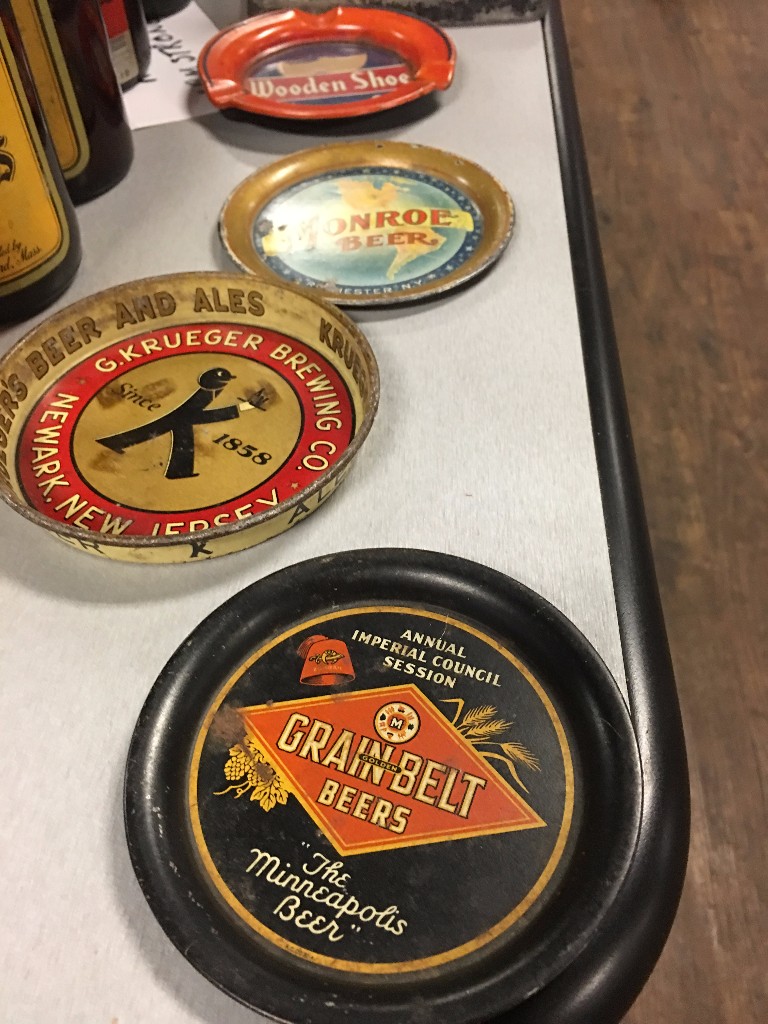 Wooden Shoe
MONROE
BEER
BEER AND ALES
G. KRUEGER BREWING CO.
NEWARK, NEW JERSEY
Since
1858
K
ANNUAL
IMPERIAL COUNCIL
SESSION
M
GRAIN BELT
GOLDEN
BEERS
"The
Minneapolis
Beer"